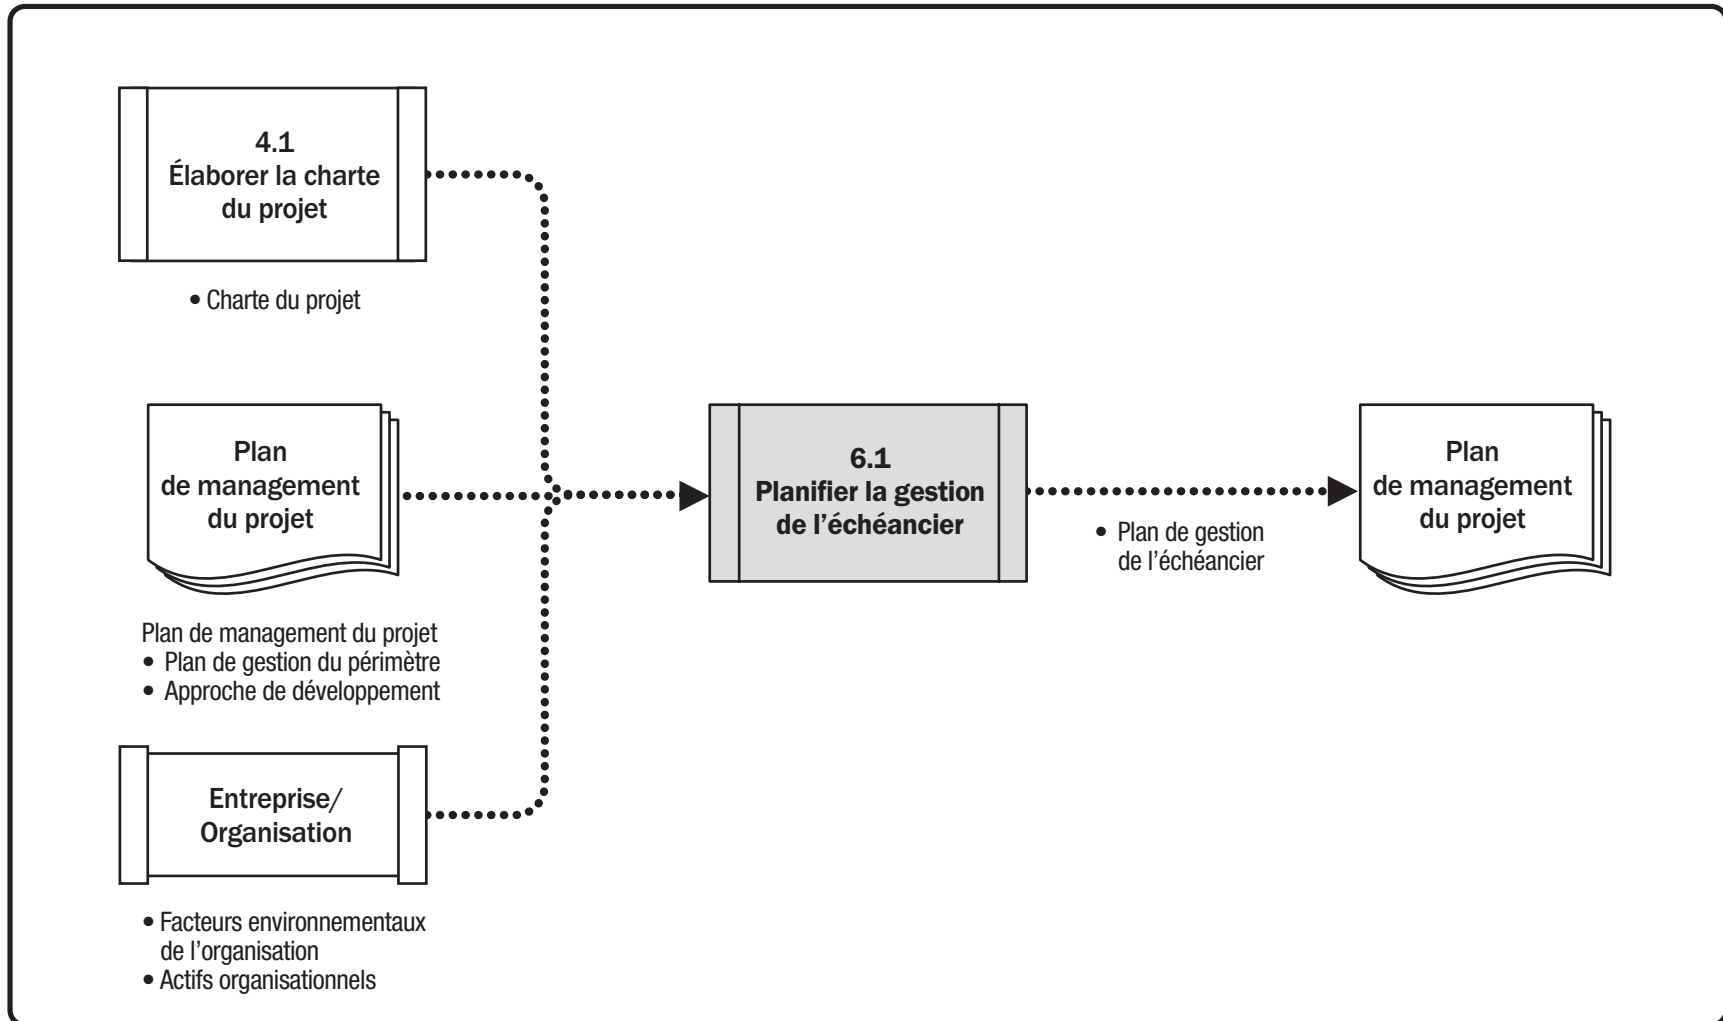 4.1
Élaborer la charte
du projet
• Charte du projet
Plan
de management
du projet
Plan de management du projet
• Plan de gestion du périmètre
• Approche de développement
Entreprise/
Organisation
• Facteurs environnementaux
de l’organisation
• Actifs organisationnels
6.1
Planifier la gestion
de l’échéancier
• Plan de gestion
de l’échéancier
Plan
de management
du projet